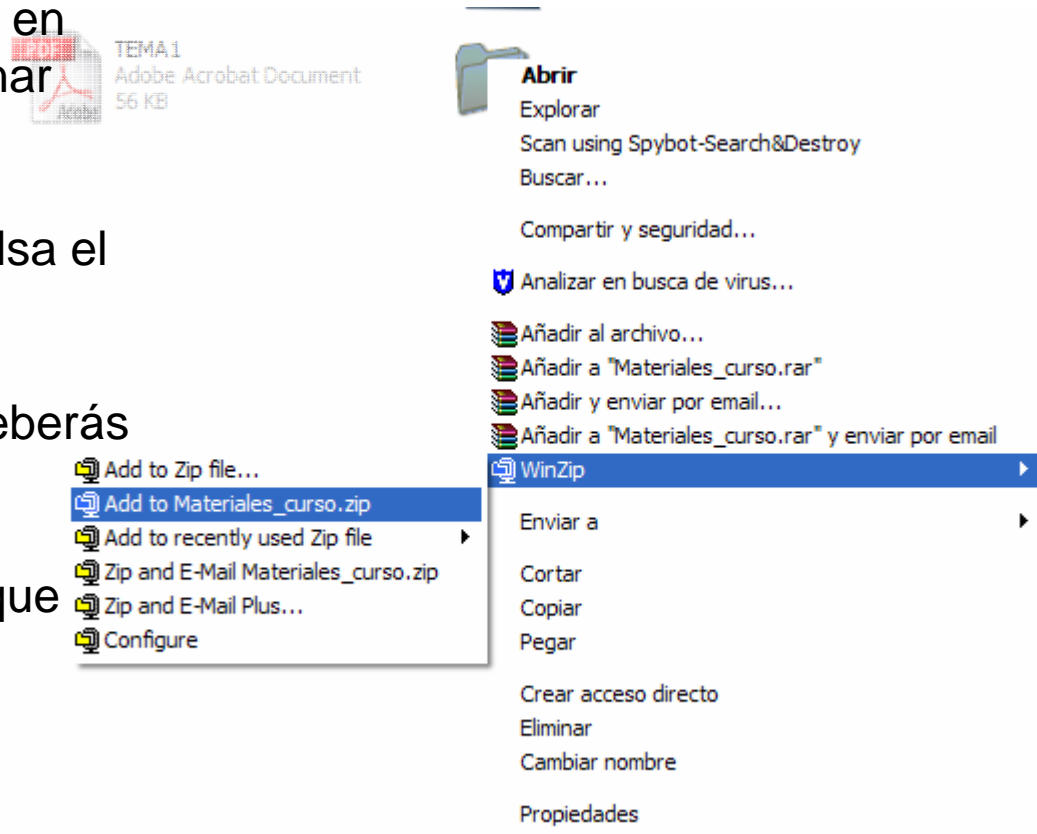 en
nar
lsa el
eberás
que
TEMA1
Adobe Acrobat Document
56 KB
Adobe
Abrir
Explorar
Scan using Spybot-Search&Destroy
Buscar...
Compartir y seguridad...
Analizar en busca de virus...
Añadir al archivo...
Añadir a "Materiales_curso.rar"
Añadir y enviar por email...
Añadir a "Materiales_curso.rar" y enviar por email
WinZip
Add to Zip file...
Add to Materiales_curso.zip
Add to recently used Zip file
Zip and E-Mail Materiales_curso.zip
Zip and E-Mail Plus...
Configure
Enviar a
Cortar
Copiar
Pegar
Crear acceso directo
Eliminar
Cambiar nombre
Propiedades